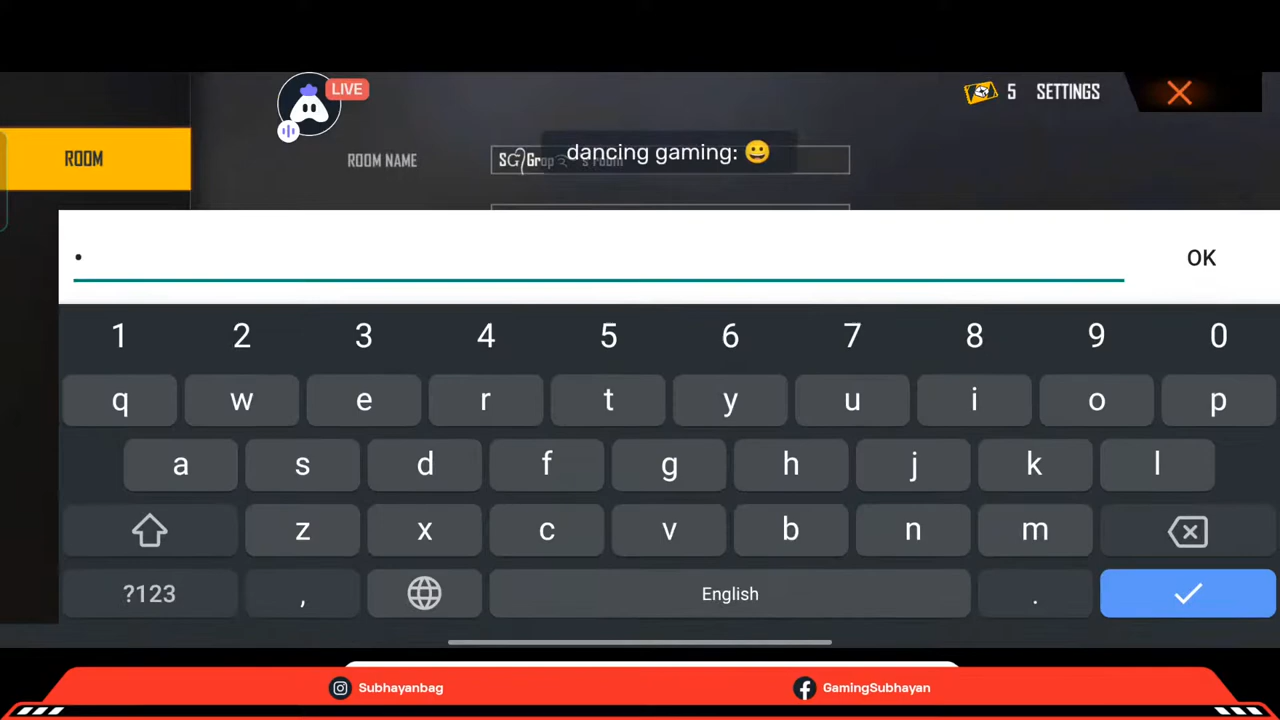 LIVE
5 SETTINGS
ROOM
ROOM NAME
dancing gaming: 😀
•
OK
1 2 3 4 5 6 7 8 9 0
q w e r t y u i o p
a s d f g h j k l
z x c v b n m
?123 , English .
Subhayanbag
GamingSubhayan